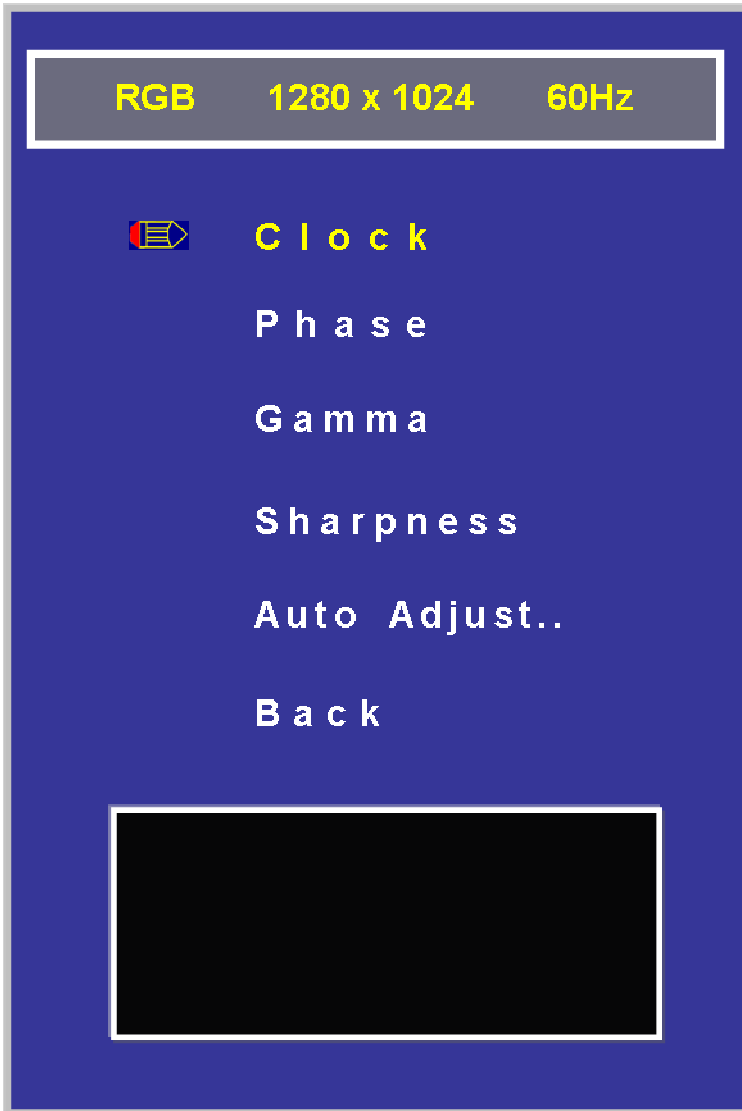 RGB 1280 x 1024 60Hz
Clock
Phase
Gamma
Sharpness
Auto Adjust..
Back